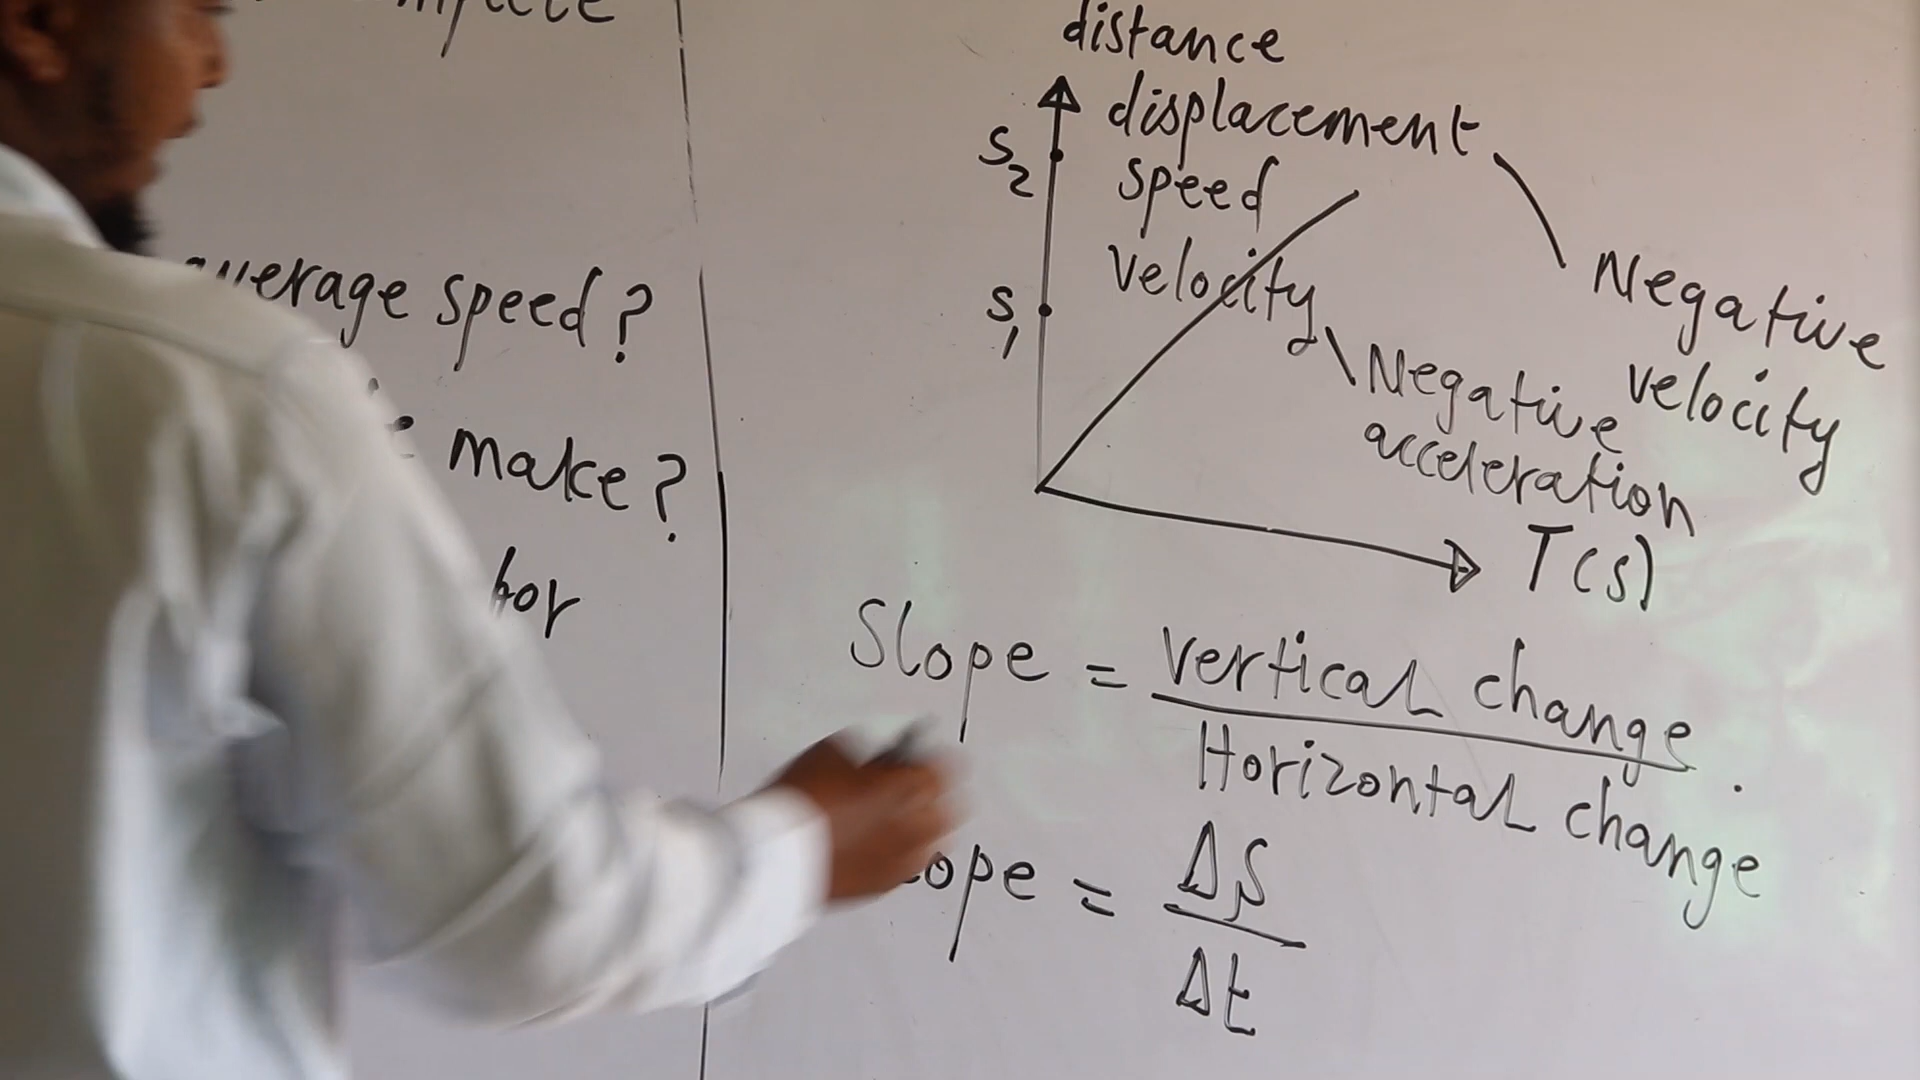 average speed?
make?
for
distance
displacement
S2
speed
velocity
S1
Negative
velocity
Negative
acceleration
T(s)
Slope = vertical change
Horizontal change
ope = ΔS
Δt